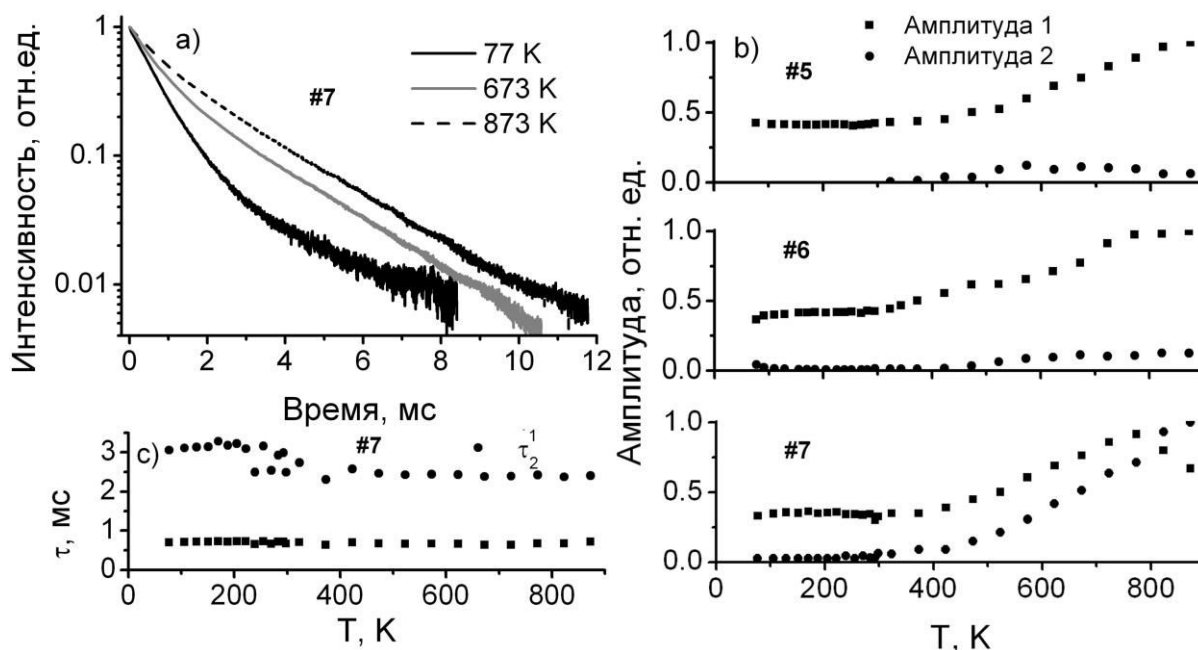 a)
#7
77 K
673 K
873 K
Интенсивность, отн.ед.
1
0.1
0.01
0 2 4 6 8 10 12
Время, мс
c)
#7
τ 1
2
τ, мс
3
2
1
0
0 200 400 600 800
T, K
b)
Амплитуда 1
Амплитуда 2
#5
1.0
0.5
0.0
#6
1.0
0.5
0.0
#7
1.0
0.5
0.0
Амплитуда, отн. ед.
0 200 400 600 800
T, K